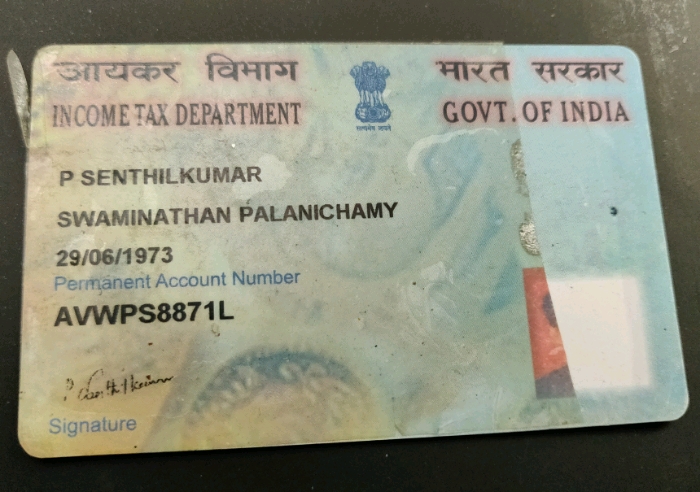 आयकर विभाग भारत सरकार
INCOME TAX DEPARTMENT GOVT. OF INDIA
सत्यमेव जयते
P SENTHILKUMAR
SWAMINATHAN PALANICHAMY
29/06/1973
Permanent Account Number
AVWPS8871L
P Senthilkumar
Signature